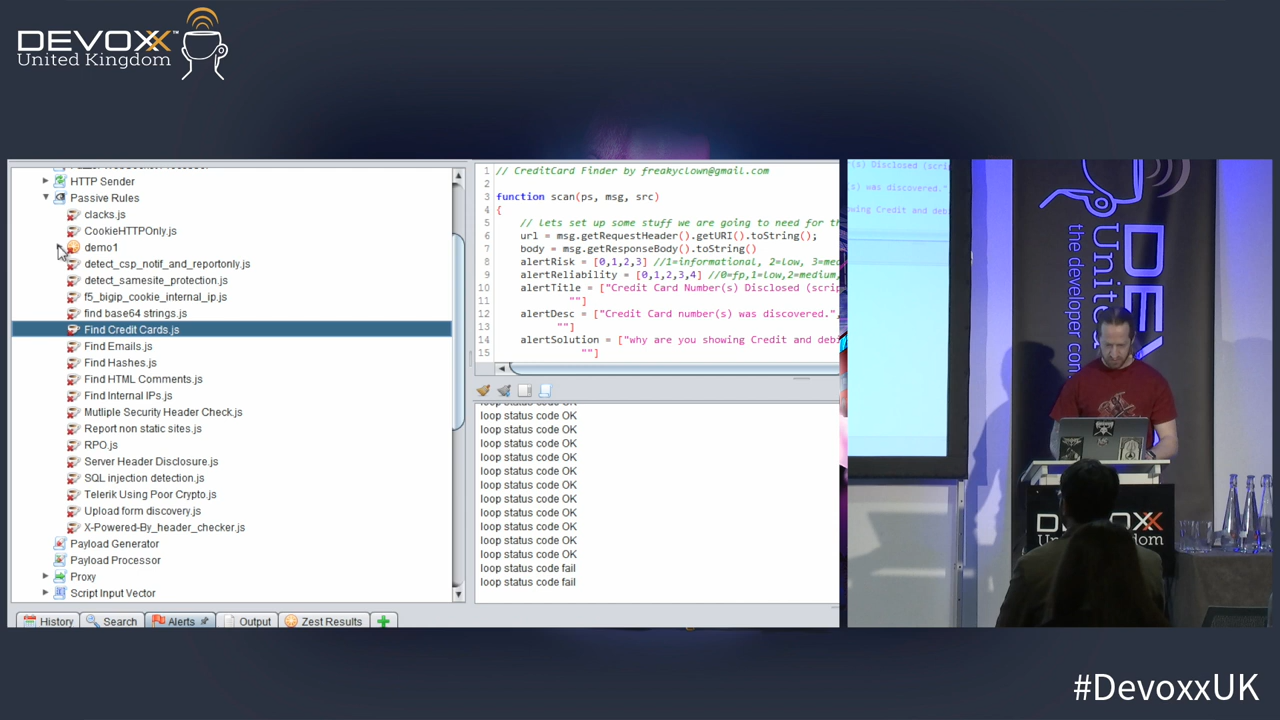 DEVOXX™
United Kingdom
HTTP Sender
Passive Rules
clacks.js
CookieHTTPOnly.js
demo1
detect_csp_notif_and_reportonly.js
detect_samesite_protection.js
f5_bigip_cookie_internal_ip.js
find base64 strings.js
Find Credit Cards.js
Find Emails.js
Find Hashes.js
Find HTML Comments.js
Find Internal IPs.js
Mutliple Security Header Check.js
Report non static sites.js
RPO.js
Server Header Disclosure.js
SQL injection detection.js
Telerik Using Poor Crypto.js
Upload form discovery.js
X-Powered-By_header_checker.js
Payload Generator
Payload Processor
Proxy
Script Input Vector
History Search Alerts Output Zest Results
1 // CreditCard Finder by freakyclown@gmail.com
2
3 function scan(ps, msg, src)
4 {
5 // lets set up some stuff we are going to need for
6 url = msg.getRequestHeader().getURI().toString();
7 body = msg.getResponseBody().toString()
8 alertRisk = [0,1,2,3] //1=informational, 2=low, 3=
9 alertReliability = [0,1,2,3,4] //0=fp,1=low,2=medium,
10 alertTitle = ["Credit Card Number(s) Disclosed (
11 ""]
12 alertDesc = ["Credit Card number(s) was discovered.",
13 ""]
14 alertSolution = ["why are you showing Credit and
15 ""]
loop status code OK
loop status code OK
loop status code OK
loop status code OK
loop status code OK
loop status code OK
loop status code OK
loop status code OK
loop status code OK
loop status code OK
loop status code OK
loop status code OK
loop status code fail
loop status code fail
(s) Disclosed
(s) was discovered."
Credit and
the developer
DEVOXX
#DevoxxUK